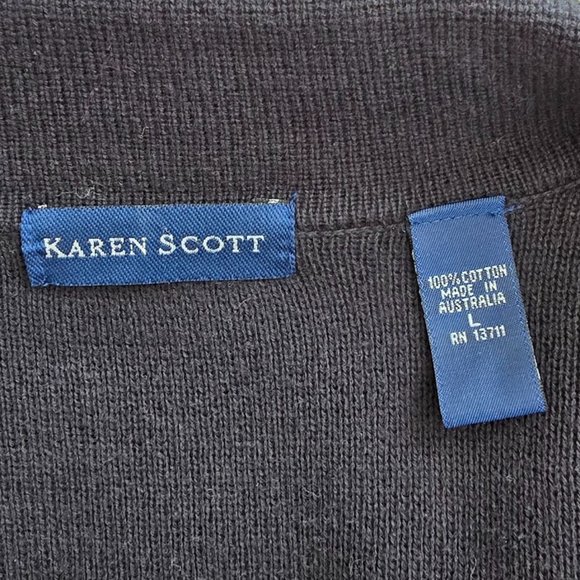 KAREN SCOTT
100% COTTON
MADE IN
AUSTRALIA
L
RN 13711